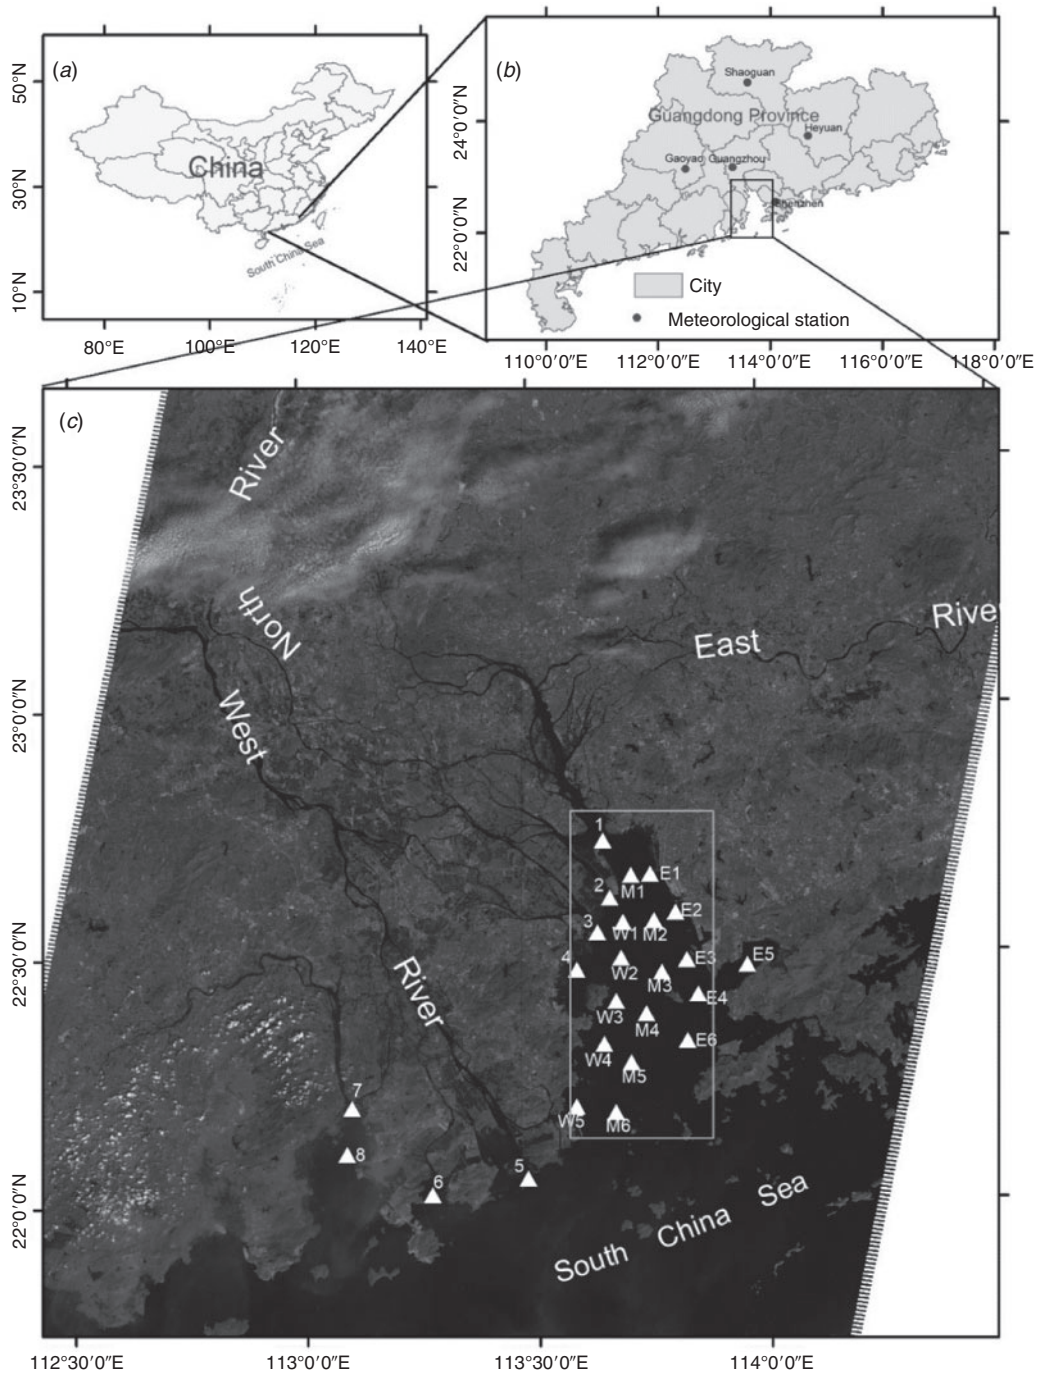 (a)
China
South China Sea
50°N
30°N
10°N
80°E
100°E
120°E
140°E
(b)
Shaoguan
Guangdong Province
Heyuan
Gaoyao
Guangzhou
Shenzhen
City
Meteorological station
24°0′0″N
22°0′0″N
110°0′0″E
112°0′0″E
114°0′0″E
116°0′0″E
118°0′0″E
(c)
River
North
West
River
East
River
1
2
3
4
M1
E1
E2
W1
M2
E3
E5
W2
M3
E4
W3
M4
E6
W4
M5
W5
M6
7
8
6
5
South China Sea
23°30′0″N
23°0′0″N
22°30′0″N
22°0′0″N
112°30′0″E
113°0′0″E
113°30′0″E
114°0′0″E